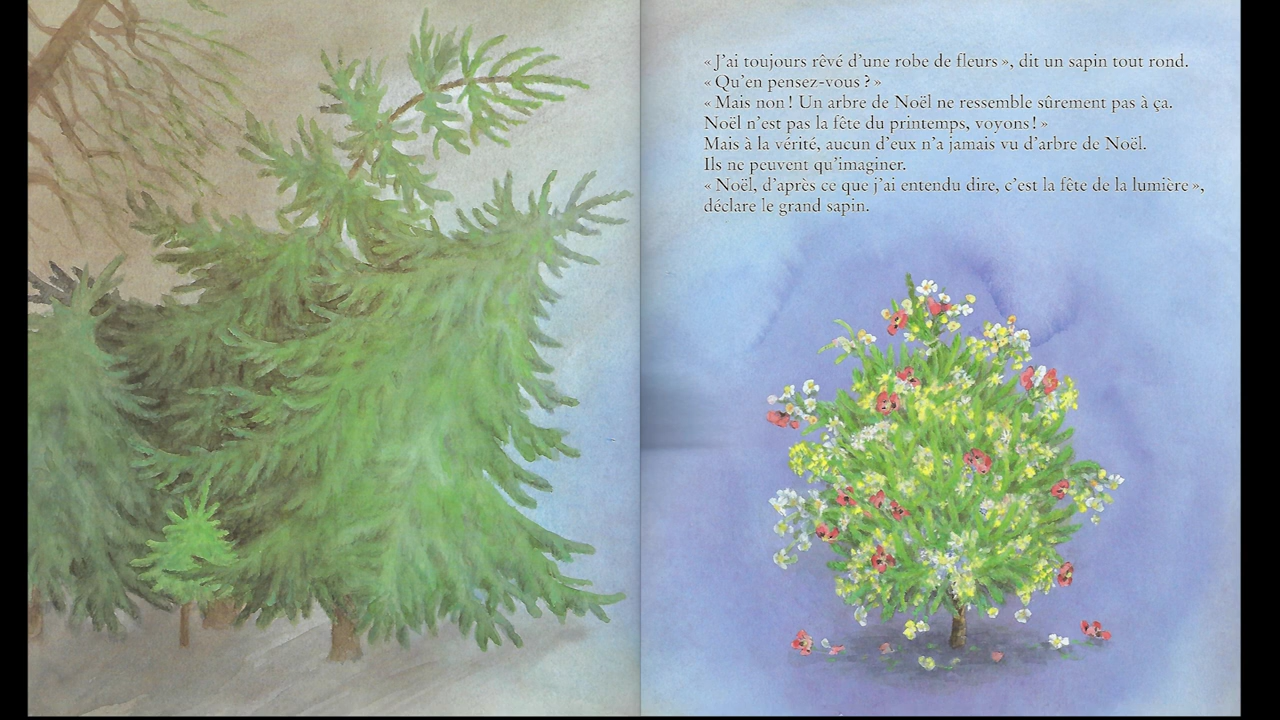 « J'ai toujours rêvé d'une robe de fleurs », dit un sapin tout rond.
« Qu'en pensez-vous ? »
« Mais non ! Un arbre de Noël ne ressemble sûrement pas à ça.
Noël n'est pas la fête du printemps, voyons ! »
Mais à la vérité, aucun d'eux n'a jamais vu d'arbre de Noël.
Ils ne peuvent qu'imaginer.
« Noël, d'après ce que j'ai entendu dire, c'est la fête de la lumière »,
déclare le grand sapin.